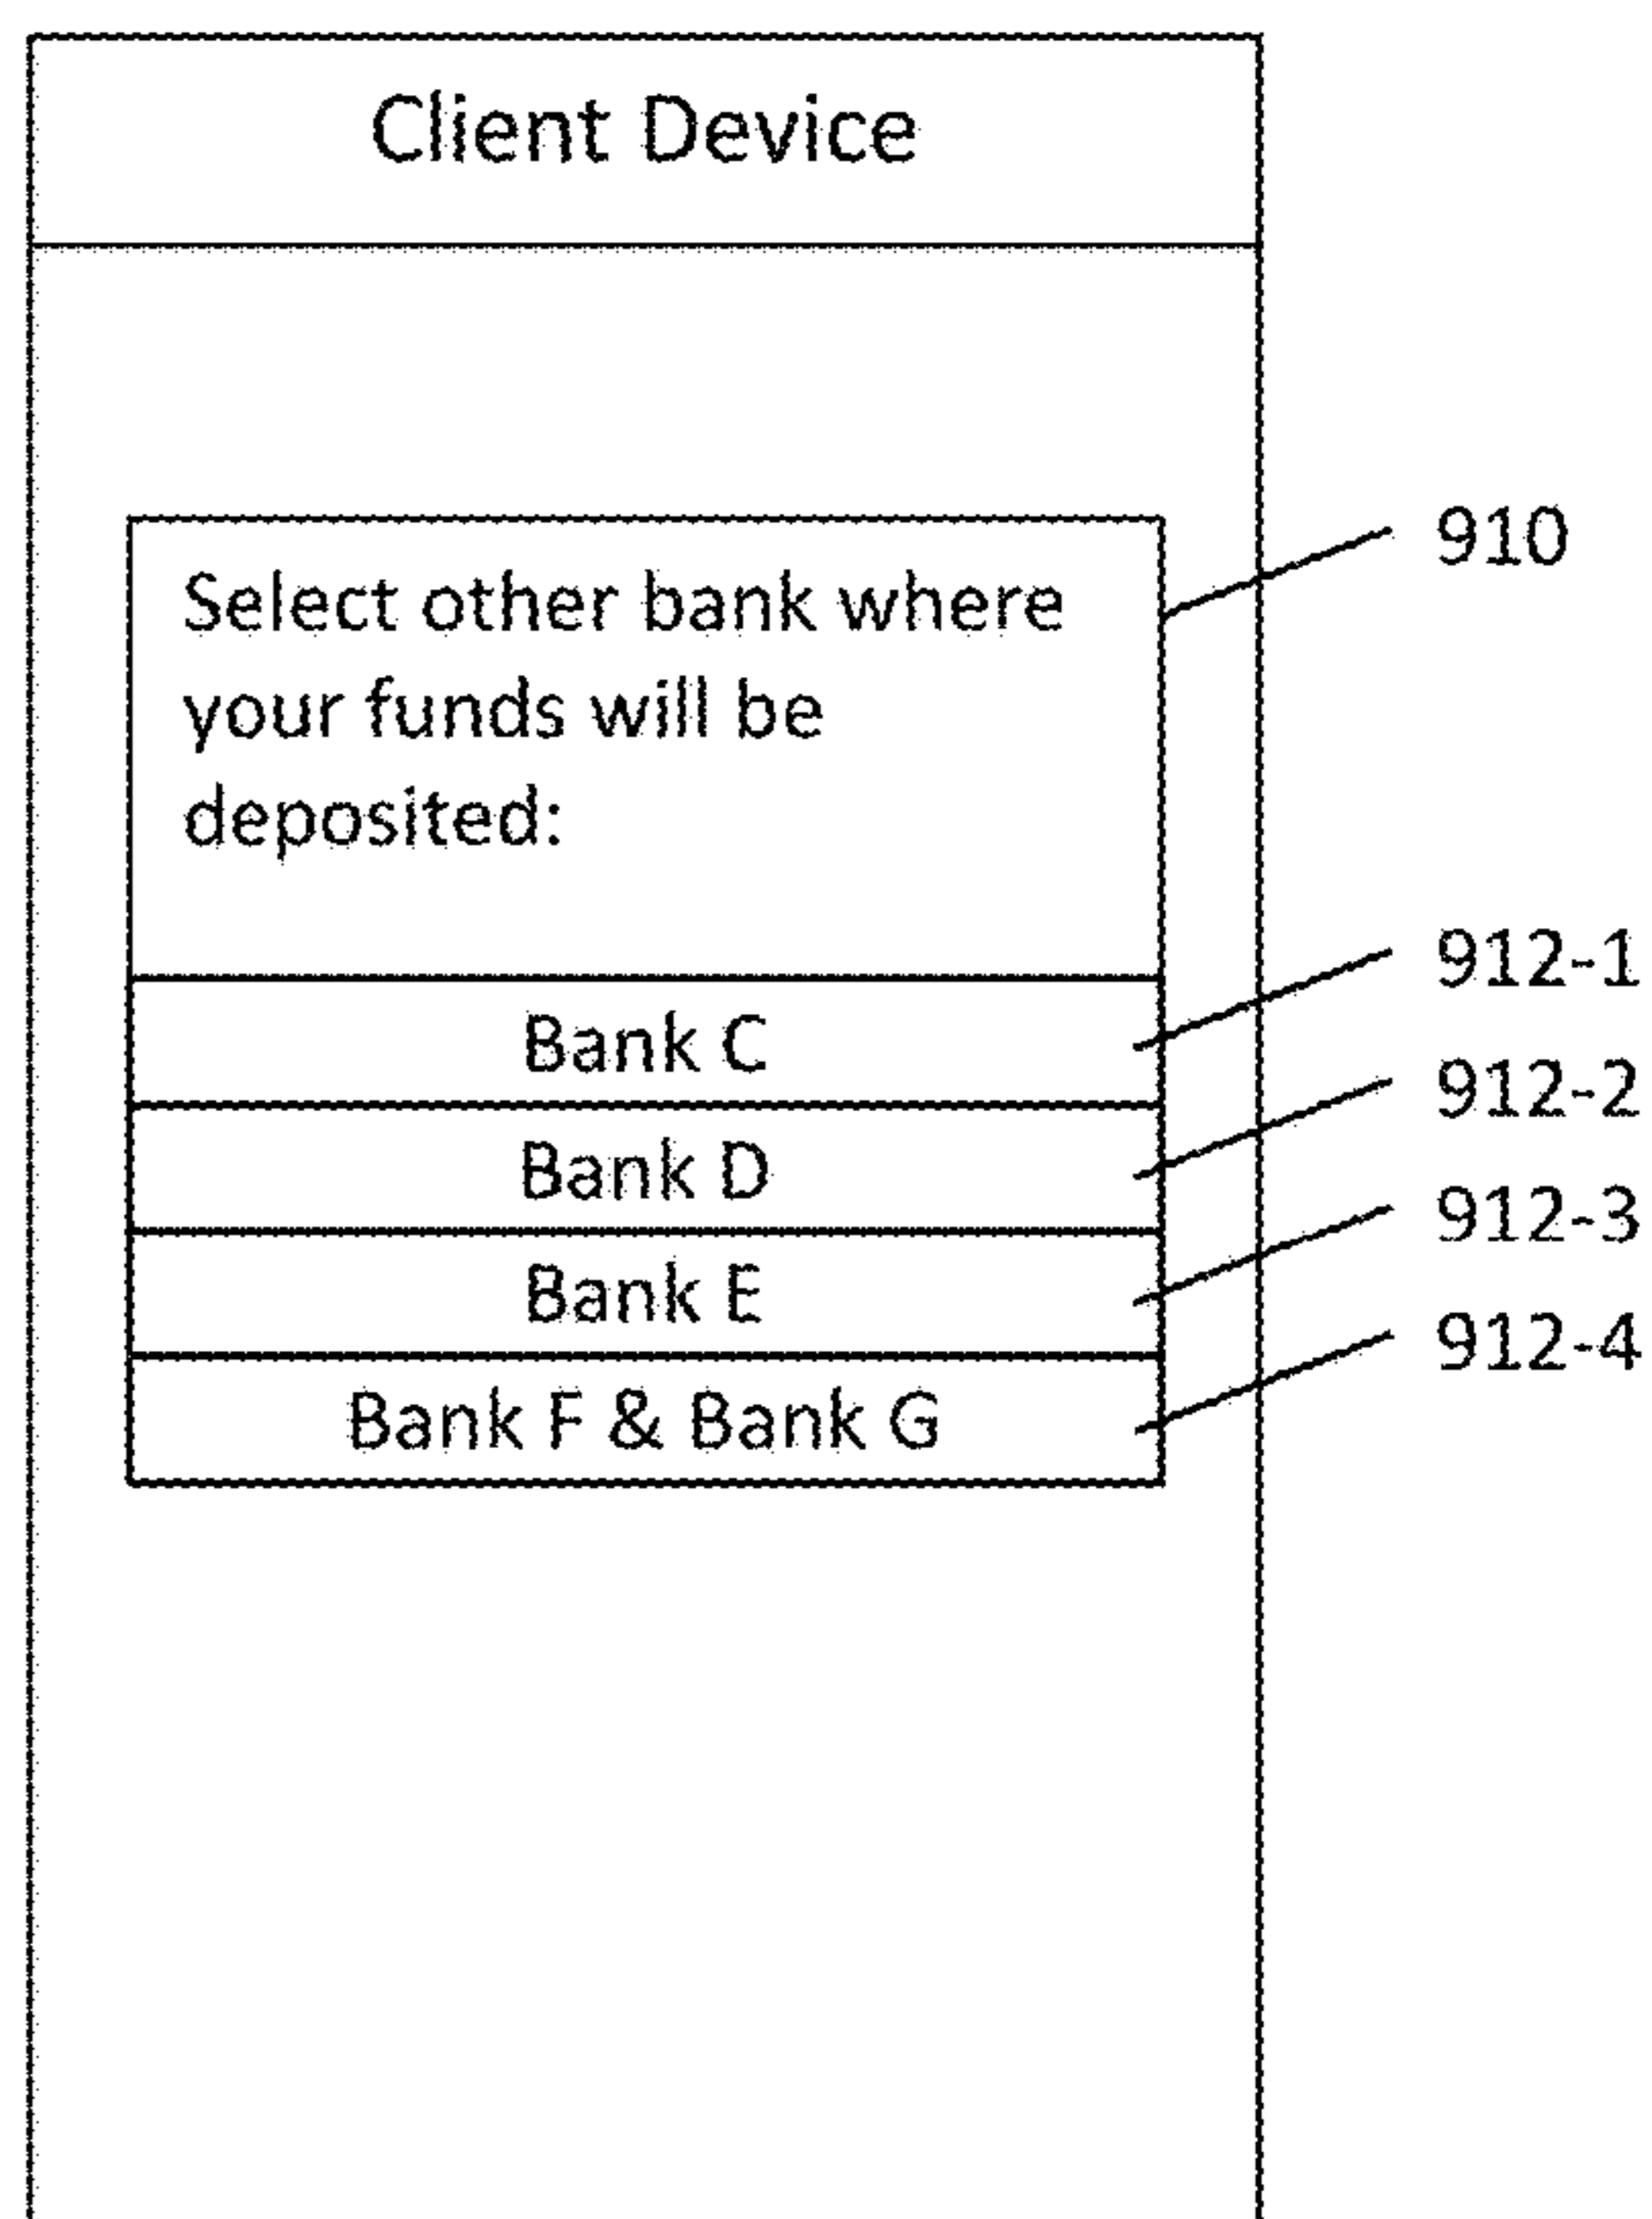 Client Device
Select other bank where
your funds will be
deposited:
910
Bank C
912-1
Bank D
912-2
Bank E
912-3
Bank F & Bank G
912-4